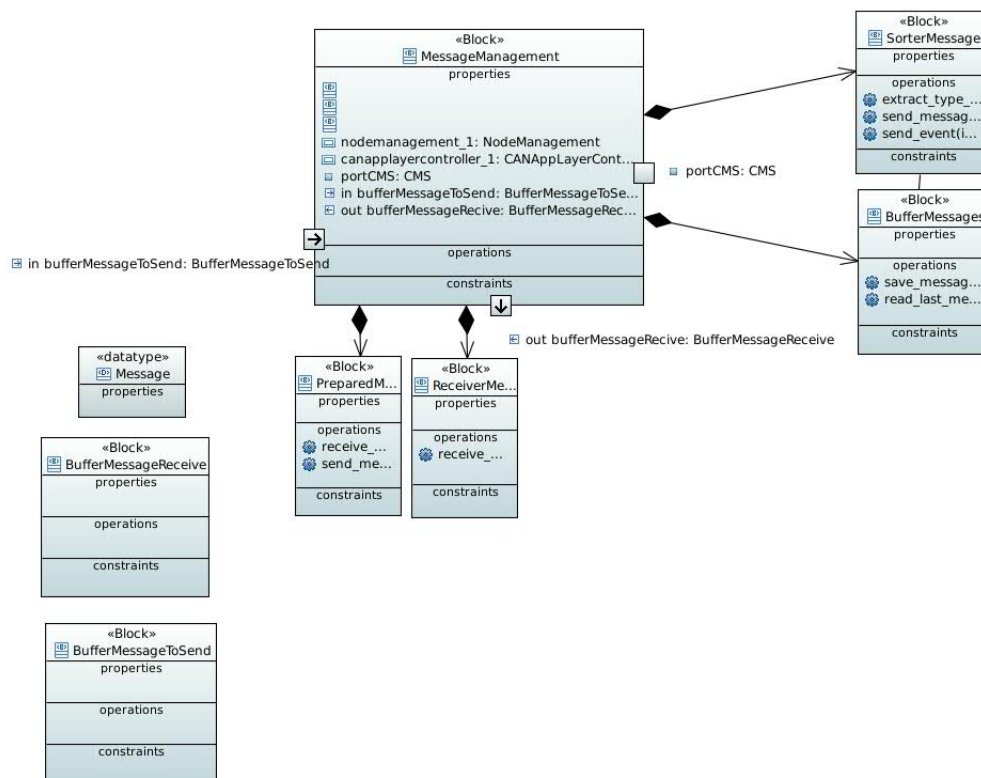 «Block»
MessageManagement
properties
nodemanagement_1: NodeManagement
canapplayercontroller_1: CANAppLayerCont...
portCMS: CMS
in bufferMessageToSend: BufferMessageToSe...
out bufferMessageRecive: BufferMessageRec...
operations
constraints
portCMS: CMS
in bufferMessageToSend: BufferMessageToSend
out bufferMessageRecive: BufferMessageReceive
«Block»
SorterMessage
properties
operations
extract_type_...
send_messag...
send_event(i...
constraints
«Block»
BufferMessages
properties
operations
save_messag...
read_last_me...
constraints
«Block»
PreparedM...
properties
operations
receive_...
send_me...
constraints
«Block»
ReceiverMe...
properties
operations
receive_...
constraints
«datatype»
Message
properties
«Block»
BufferMessageReceive
properties
operations
constraints
«Block»
BufferMessageToSend
properties
operations
constraints